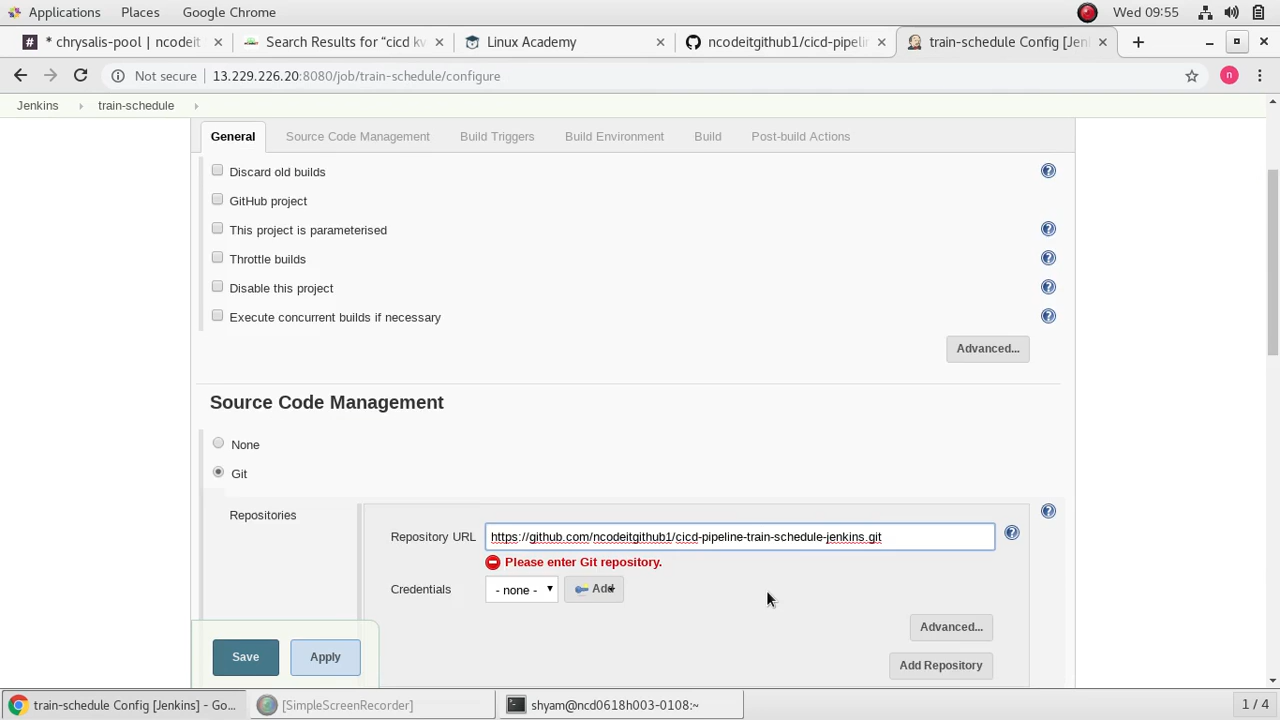 Applications Places Google Chrome Wed 09:55
* chrysalis-pool | ncodeit
Search Results for “cicd kv
Linux Academy
ncodeitgithub1/cicd-pipelin
train-schedule Config [Jenk
Not secure 13.229.226.20:8080/job/train-schedule/configure
n
Jenkins train-schedule
General Source Code Management Build Triggers Build Environment Build Post-build Actions
Discard old builds
GitHub project
This project is parameterised
Throttle builds
Disable this project
Execute concurrent builds if necessary
Advanced...
Source Code Management
None
Git
Repositories
Repository URL https://github.com/ncodeitgithub1/cicd-pipeline-train-schedule-jenkins.git
Please enter Git repository.
Credentials - none - Add
Advanced...
Save Apply
Add Repository
train-schedule Config [Jenkins] - Go... [SimpleScreenRecorder] shyam@ncd0618h003-0108:~ 1 / 4